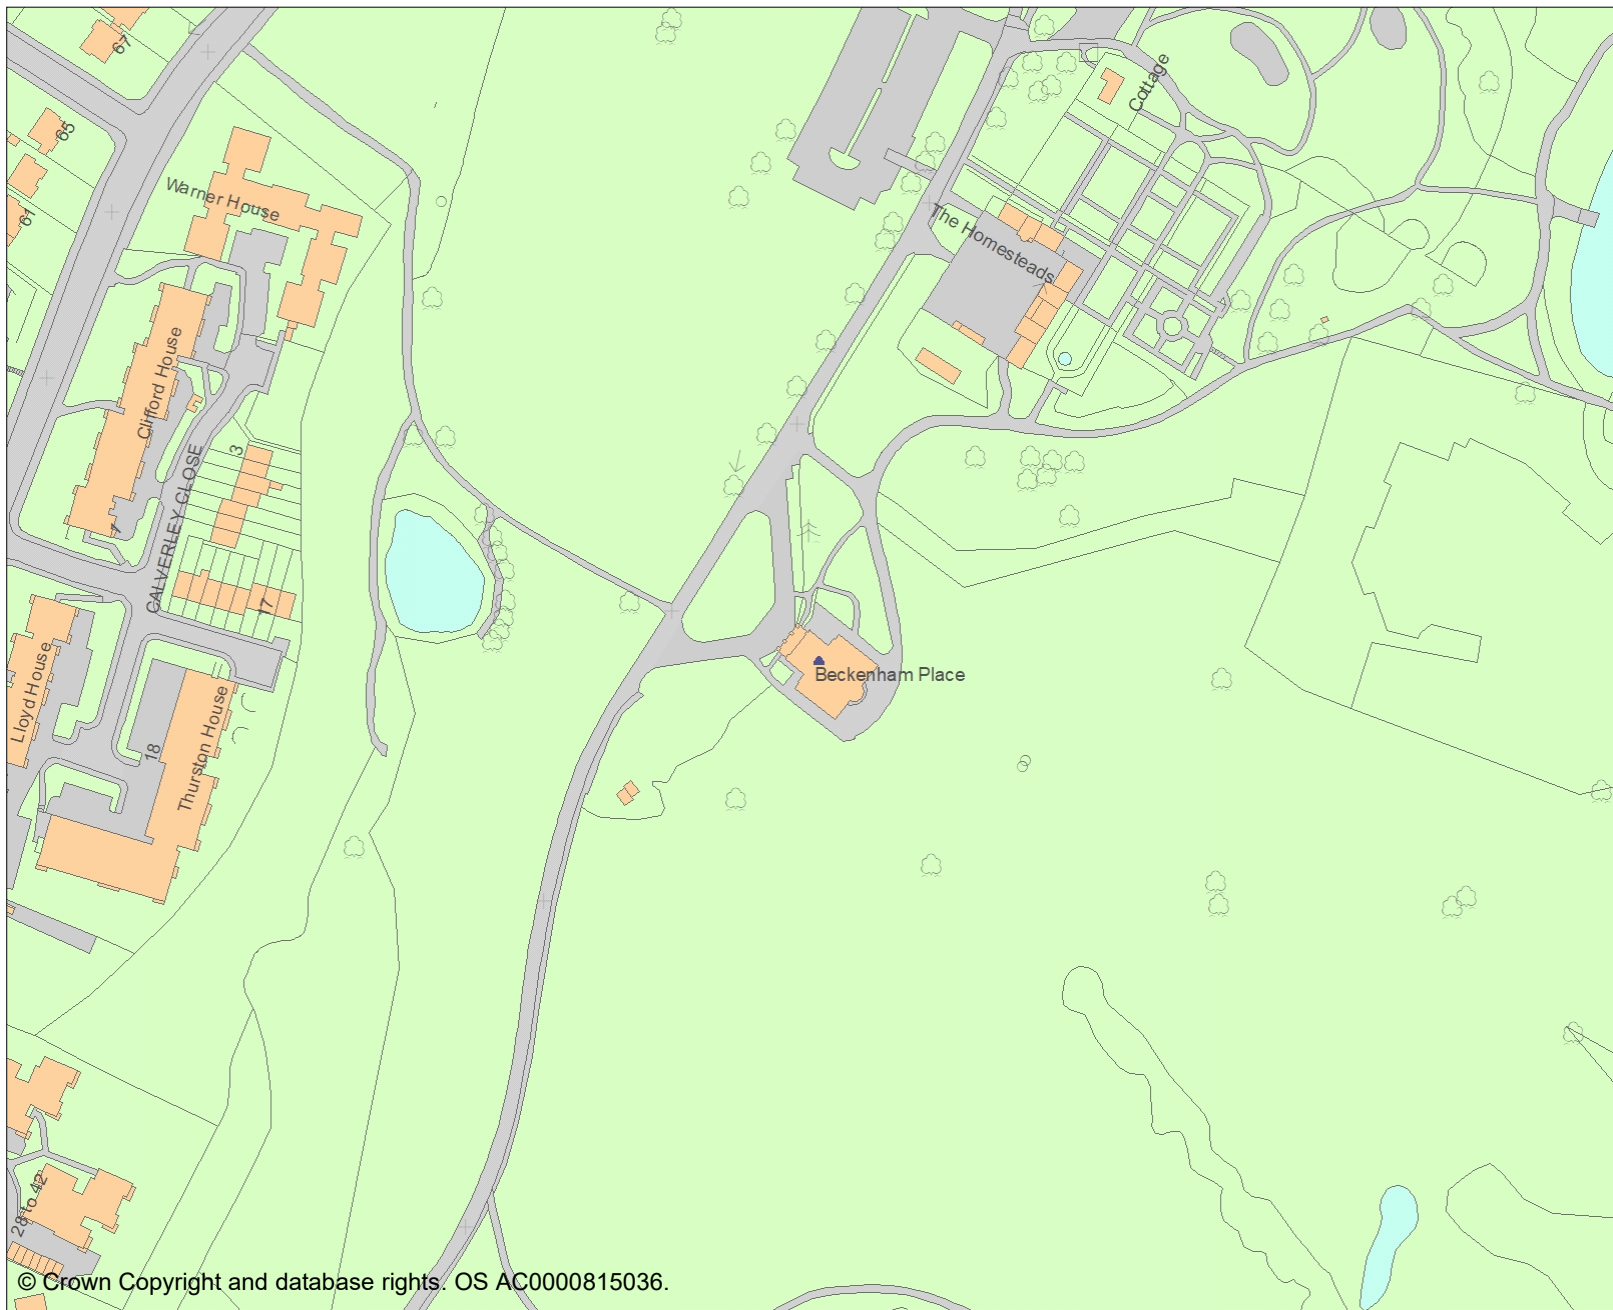 67
65
61
Warner House
Clifford House
CALVERLEY CLOSE
3
1
17
Lloyd House
18
Thurston House
28 to 42
Cottage
The Homesteads
Beckenham Place
© Crown Copyright and database rights. OS AC0000815036.